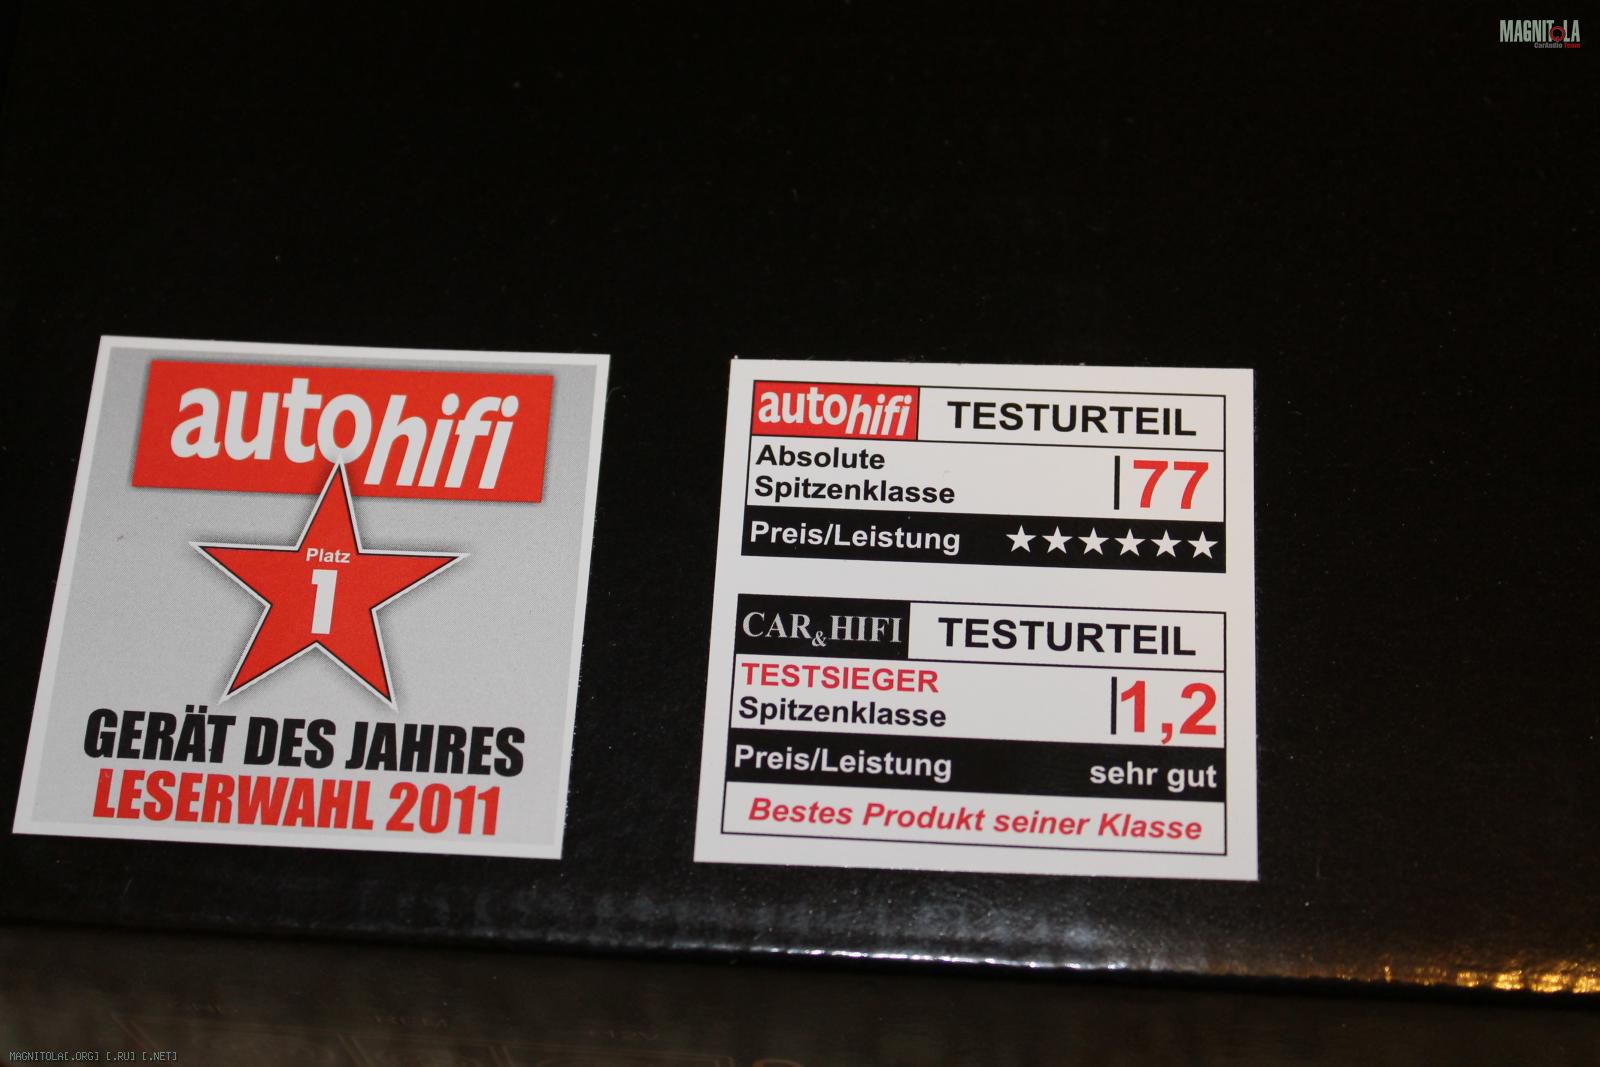 MAGNITOLA
CarAudio Team
autohifi
Platz
1
GERÄT DES JAHRES
LESERWAHL 2011
autohifi TESTURTEIL
Absolute
Spitzenklasse 77
Preis/Leistung ★★★★★★
CAR & HIFI TESTURTEIL
TESTSIEGER
Spitzenklasse 1,2
Preis/Leistung sehr gut
Bestes Produkt seiner Klasse
MAGNITOLA[.ORG] [.RU] [.NET]